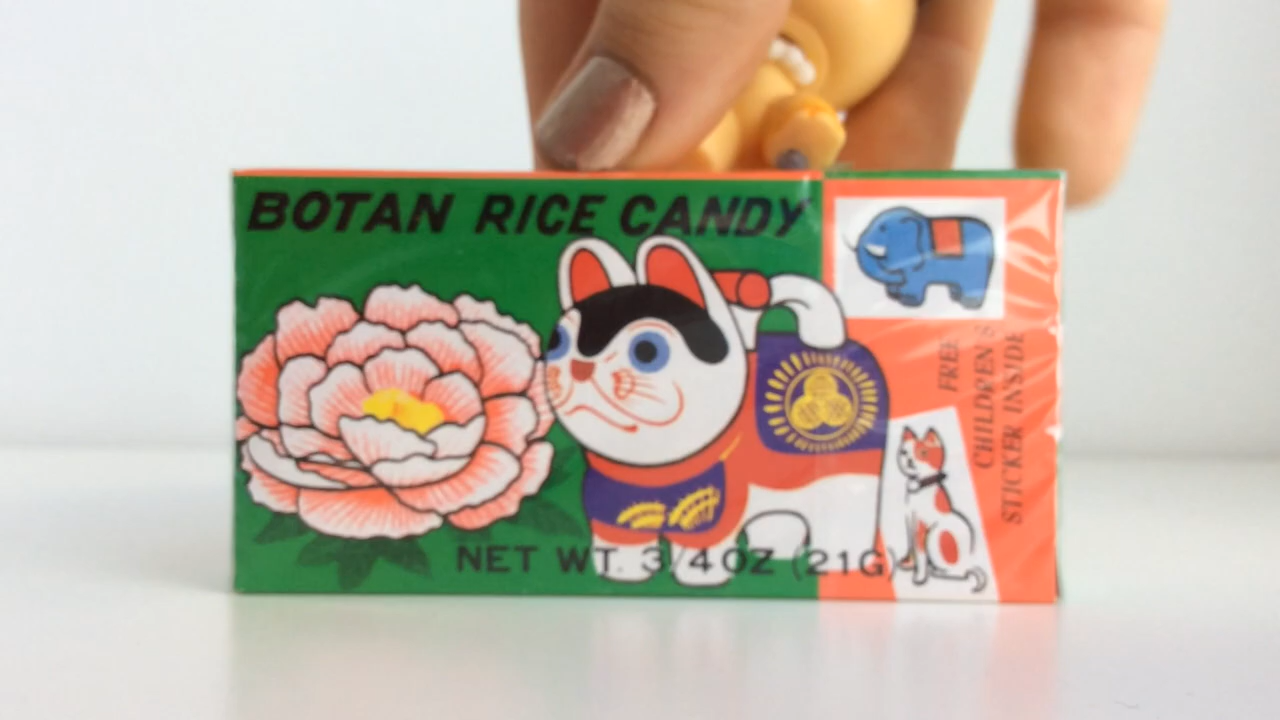 BOTAN RICE CANDY
FREE
CHILDREN'S
STICKER INSIDE
NET WT. 3/4OZ (21G)